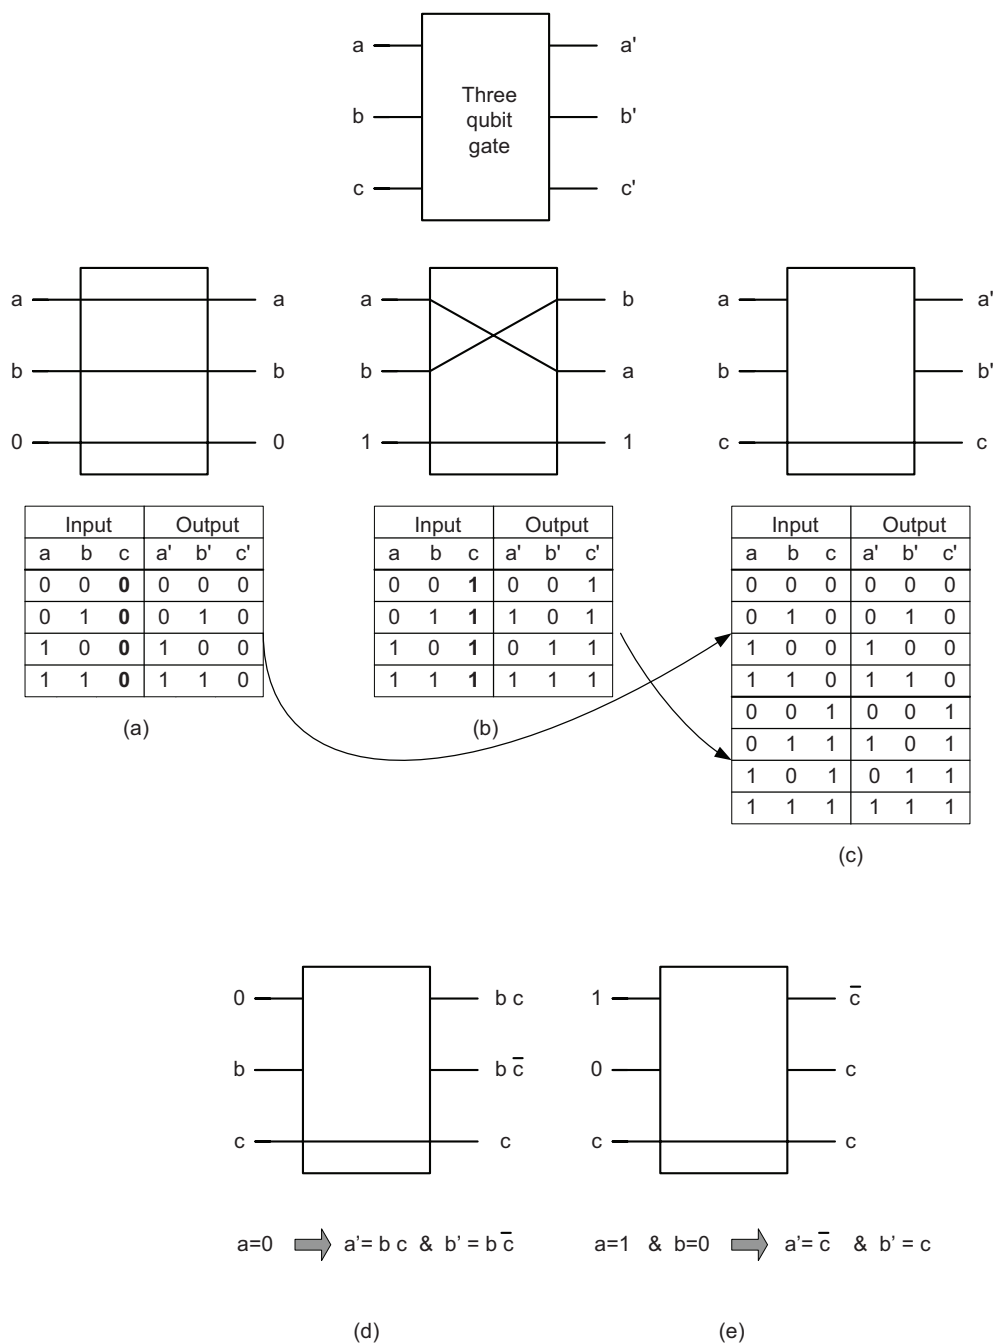 a a'
Three
qubit
gate
b b'
c c'
a a
b b
0 0
a b
b a
1 1
a a'
b b'
c c
Input Output
a b c a' b' c'
0 0 0 0 0 0
0 1 0 0 1 0
1 0 0 1 0 0
1 1 0 1 1 0
(a)
Input Output
a b c a' b' c'
0 0 1 0 0 1
0 1 1 1 0 1
1 0 1 0 1 1
1 1 1 1 1 1
(b)
Input Output
a b c a' b' c'
0 0 0 0 0 0
0 1 0 0 1 0
1 0 0 1 0 0
1 1 0 1 1 0
0 0 1 0 0 1
0 1 1 1 0 1
1 0 1 0 1 1
1 1 1 1 1 1
(c)
0 b c
b b c̄
c c
a=0 a’= b c & b’ = b c̄
(d)
1 c̄
0 c
c c
a=1 & b=0 a’= c̄ & b’ = c
(e)